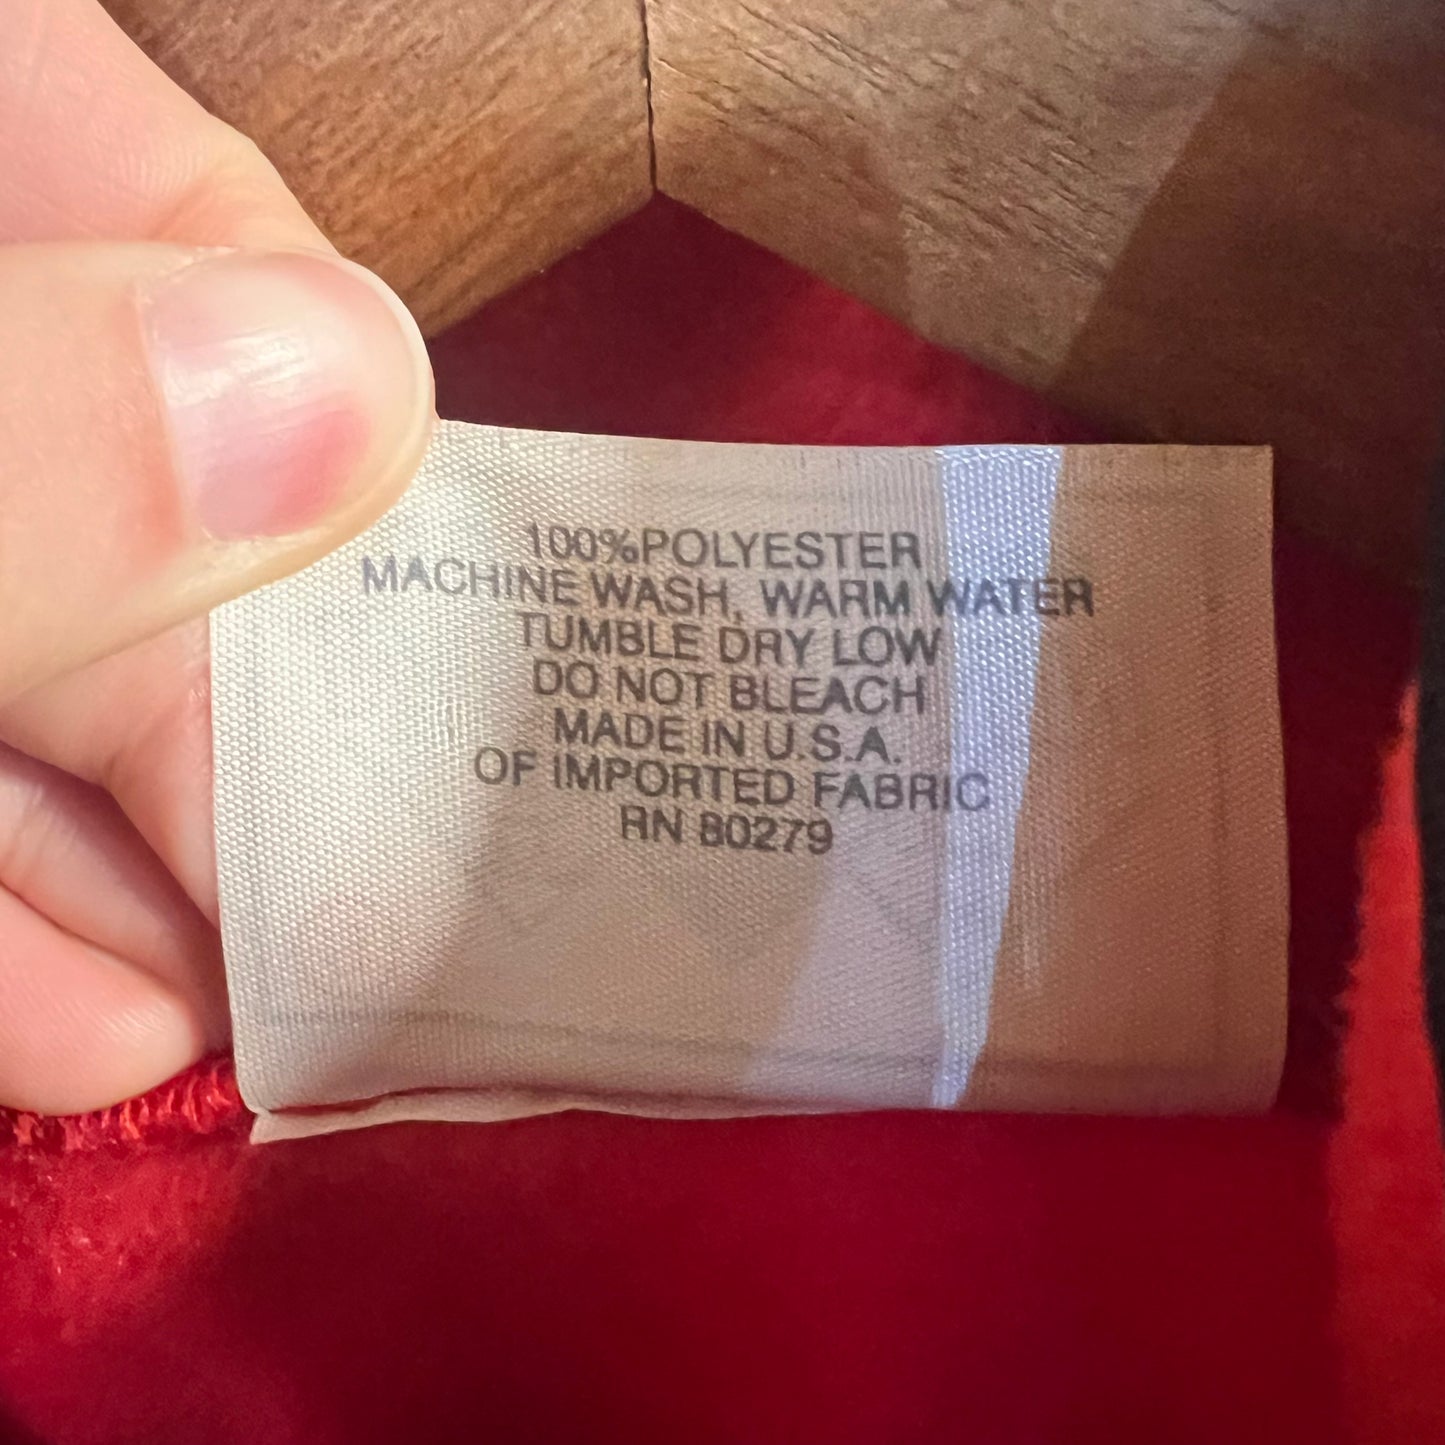 100%POLYESTER
MACHINE WASH, WARM WATER
TUMBLE DRY LOW
DO NOT BLEACH
MADE IN U.S.A.
OF IMPORTED FABRIC
RN 80279